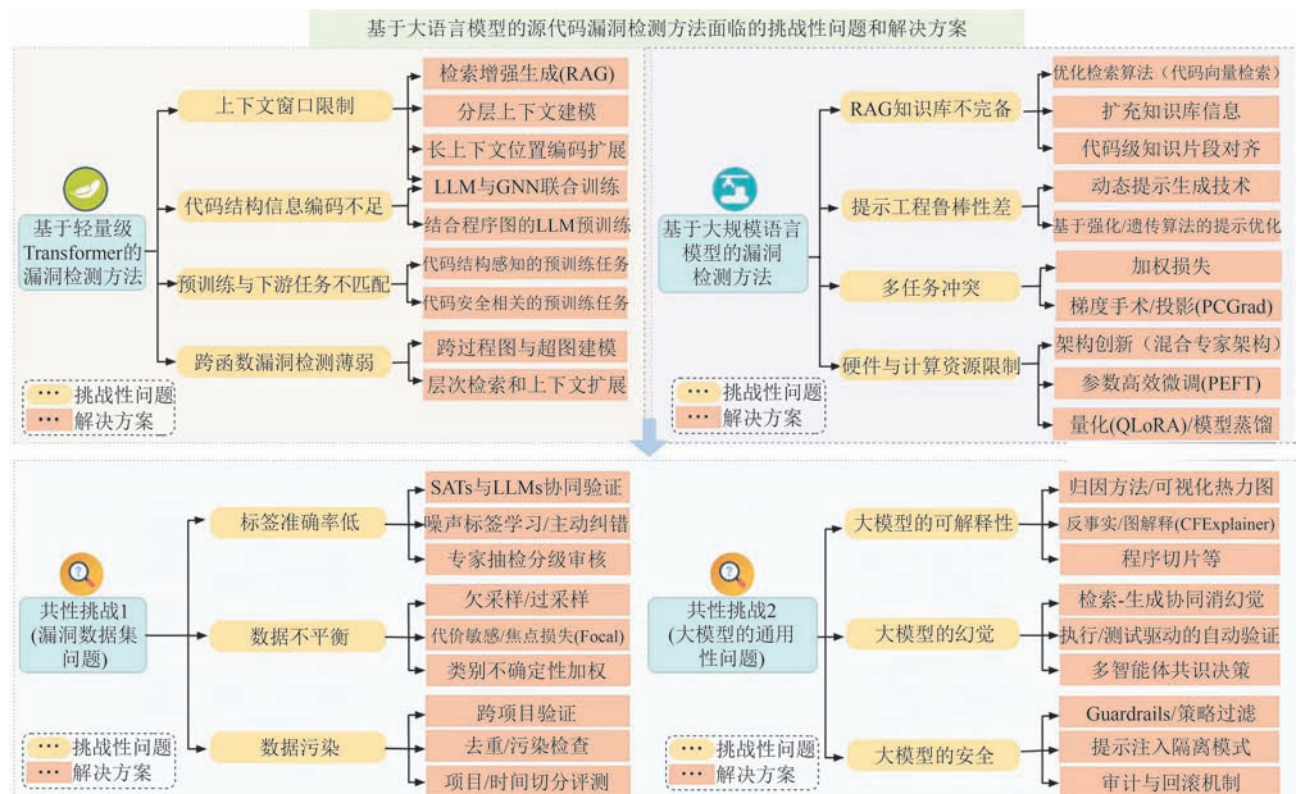 基于大语言模型的源代码漏洞检测方法面临的挑战性问题和解决方案
基于轻量级
Transformer的
漏洞检测方法
上下文窗口限制
检索增强生成(RAG)
分层上下文建模
长上下文位置编码扩展
代码结构信息编码不足
LLM与GNN联合训练
结合程序图的LLM预训练
预训练与下游任务不匹配
代码结构感知的预训练任务
代码安全相关的预训练任务
跨函数漏洞检测薄弱
跨过程图与超图建模
层次检索和上下文扩展
••• 挑战性问题
••• 解决方案
基于大规模语言
模型的漏洞
检测方法
RAG知识库不完备
优化检索算法（代码向量检索）
扩充知识库信息
代码级知识片段对齐
提示工程鲁棒性差
动态提示生成技术
基于强化/遗传算法的提示优化
多任务冲突
加权损失
梯度手术/投影(PCGrad)
硬件与计算资源限制
架构创新（混合专家架构）
参数高效微调(PEFT)
量化(QLoRA)/模型蒸馏
••• 挑战性问题
••• 解决方案
共性挑战1
(漏洞数据集
问题)
标签准确率低
SATs与LLMs协同验证
噪声标签学习/主动纠错
专家抽检分级审核
数据不平衡
欠采样/过采样
代价敏感/焦点损失(Focal)
类别不确定性加权
数据污染
跨项目验证
去重/污染检查
项目/时间切分评测
••• 挑战性问题
••• 解决方案
共性挑战2
(大模型的通用
性问题)
大模型的可解释性
归因方法/可视化热力图
反事实/图解释(CFExplainer)
程序切片等
大模型的幻觉
检索-生成协同消幻觉
执行/测试驱动的自动验证
多智能体共识决策
大模型的安全
Guardrails/策略过滤
提示注入隔离模式
审计与回滚机制
••• 挑战性问题
••• 解决方案